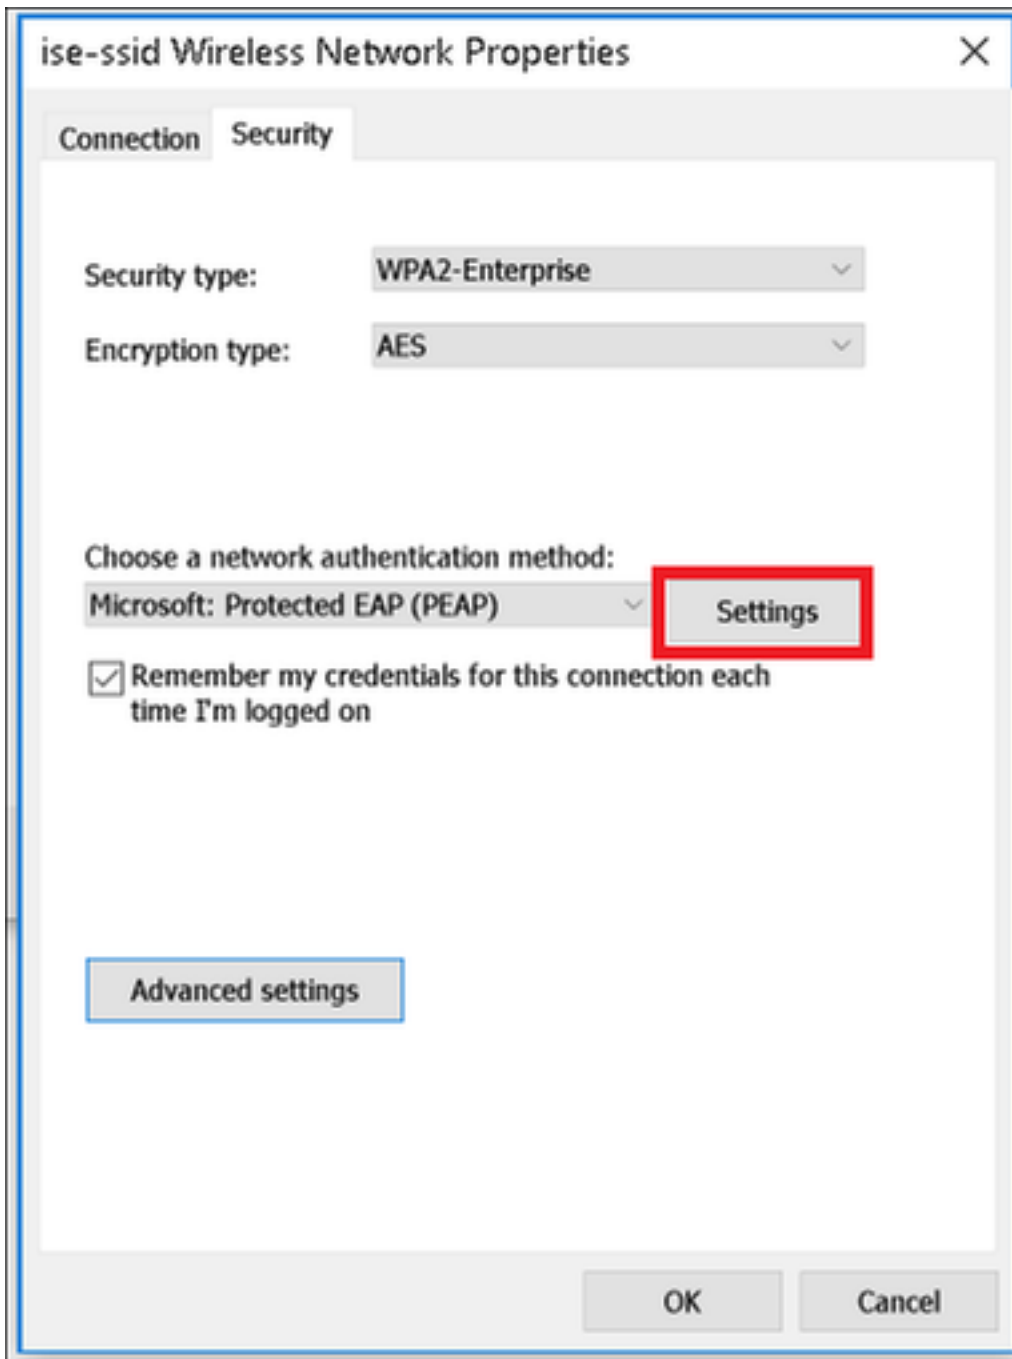 ise-ssid Wireless Network Properties
Connection
Security
Security type:
WPA2-Enterprise
Encryption type:
AES
Choose a network authentication method:
Microsoft: Protected EAP (PEAP)
Settings
Remember my credentials for this connection each
time I'm logged on
Advanced settings
OK
Cancel